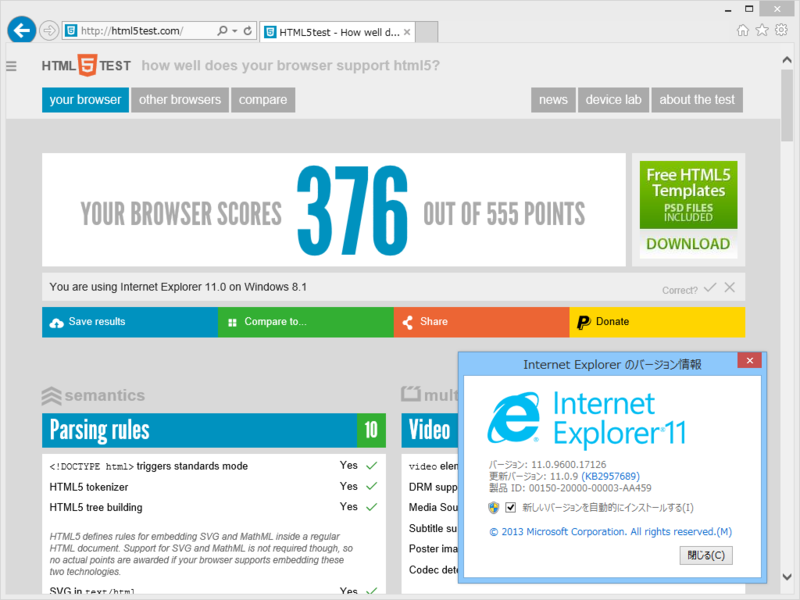 http://html5test.com/
HTML5test - How well d...
HTML 5 TEST how well does your browser support html5?
your browser other browsers compare news device lab about the test
YOUR BROWSER SCORES 376 OUT OF 555 POINTS
Free HTML5
Templates
PSD FILES
INCLUDED
DOWNLOAD
You are using Internet Explorer 11.0 on Windows 8.1 Correct?
Save results Compare to... Share Donate
semantics
Parsing rules 10
<!DOCTYPE html> triggers standards mode Yes
HTML5 tokenizer Yes
HTML5 tree building Yes
HTML5 defines rules for embedding SVG and MathML inside a regular
HTML document. Support for SVG and MathML is not required though, so
no actual points are awarded if your browser supports embedding these
two technologies.
SVG in text/html Yes
mult
Video
video elen
DRM supp
Media Sou
Subtitle su
Poster ima
Codec dete
Internet Explorer のバージョン情報
Internet
Explorer 11
バージョン: 11.0.9600.17126
更新バージョン: 11.0.9 (KB2957689)
製品 ID: 00150-20000-00003-AA459
新しいバージョンを自動的にインストールする(I)
© 2013 Microsoft Corporation. All rights reserved.(M)
閉じる(C)